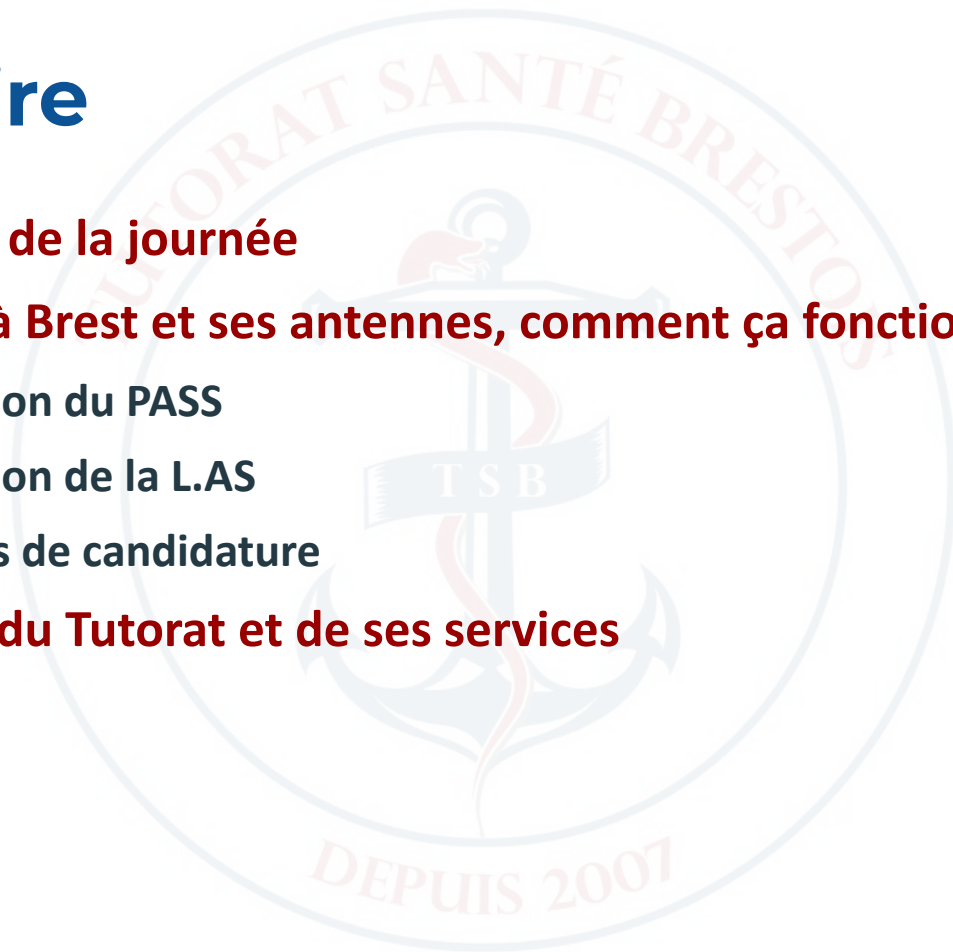 ire
de la journée
à Brest et ses antennes, comment ça fonctio
on du PASS
on de la L.AS
s de candidature
du Tutorat et de ses services
TUTORAT SANTÉ BRESTOIS
TSB
DEPUIS 2007